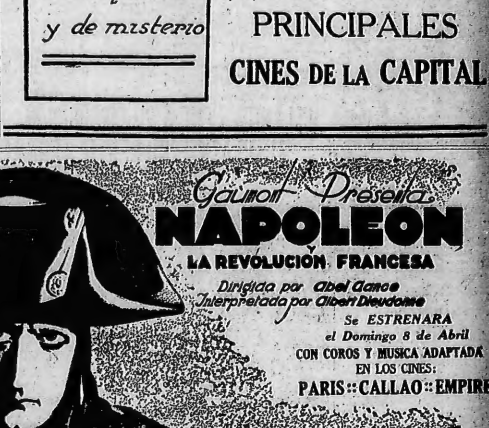 y de misterio
PRINCIPALES
CINES DE LA CAPITAL
Gaumont Presenta
NAPOLEON
Y
LA REVOLUCIÓN FRANCESA
Dirigida por Abel Gance
Interpretada por Albert Dieudonne
Se ESTRENARA
el Domingo 8 de Abril
CON COROS Y MUSICA ADAPTADA
EN LOS CINES:
PARIS::CALLAO::EMPIRE